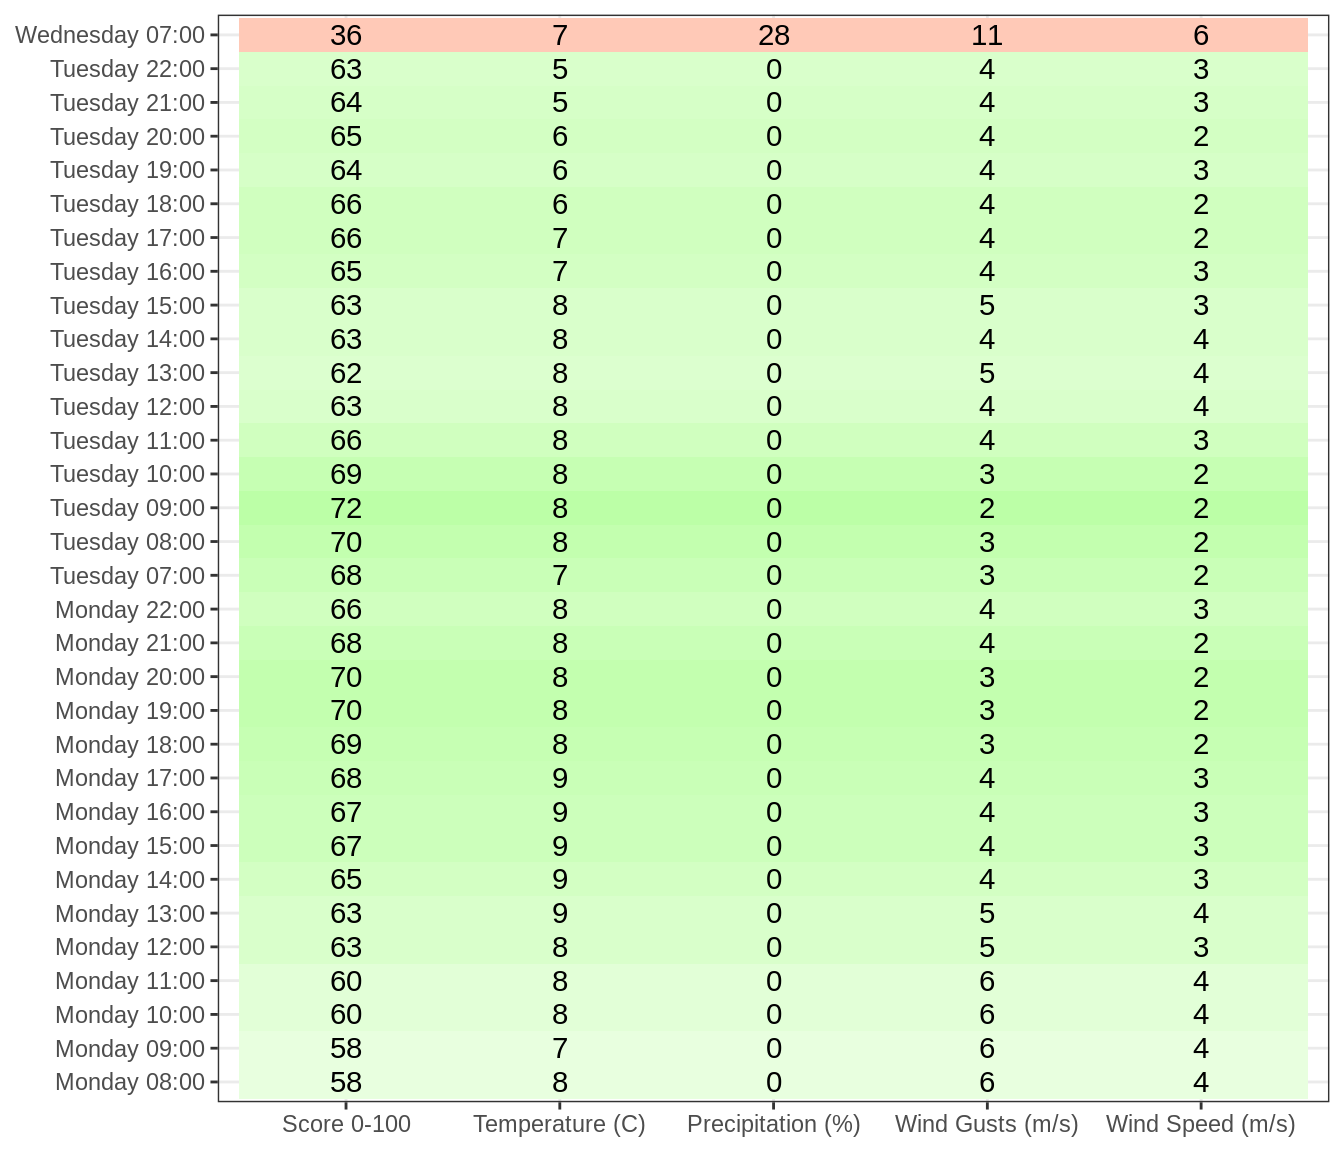 Wednesday 07:00 36 7 28 11 6
Tuesday 22:00 63 5 0 4 3
Tuesday 21:00 64 5 0 4 3
Tuesday 20:00 65 6 0 4 2
Tuesday 19:00 64 6 0 4 3
Tuesday 18:00 66 6 0 4 2
Tuesday 17:00 66 7 0 4 2
Tuesday 16:00 65 7 0 4 3
Tuesday 15:00 63 8 0 5 3
Tuesday 14:00 63 8 0 4 4
Tuesday 13:00 62 8 0 5 4
Tuesday 12:00 63 8 0 4 4
Tuesday 11:00 66 8 0 4 3
Tuesday 10:00 69 8 0 3 2
Tuesday 09:00 72 8 0 2 2
Tuesday 08:00 70 8 0 3 2
Tuesday 07:00 68 7 0 3 2
Monday 22:00 66 8 0 4 3
Monday 21:00 68 8 0 4 2
Monday 20:00 70 8 0 3 2
Monday 19:00 70 8 0 3 2
Monday 18:00 69 8 0 3 2
Monday 17:00 68 9 0 4 3
Monday 16:00 67 9 0 4 3
Monday 15:00 67 9 0 4 3
Monday 14:00 65 9 0 4 3
Monday 13:00 63 9 0 5 4
Monday 12:00 63 8 0 5 3
Monday 11:00 60 8 0 6 4
Monday 10:00 60 8 0 6 4
Monday 09:00 58 7 0 6 4
Monday 08:00 58 8 0 6 4
Score 0-100 Temperature (C) Precipitation (%) Wind Gusts (m/s) Wind Speed (m/s)